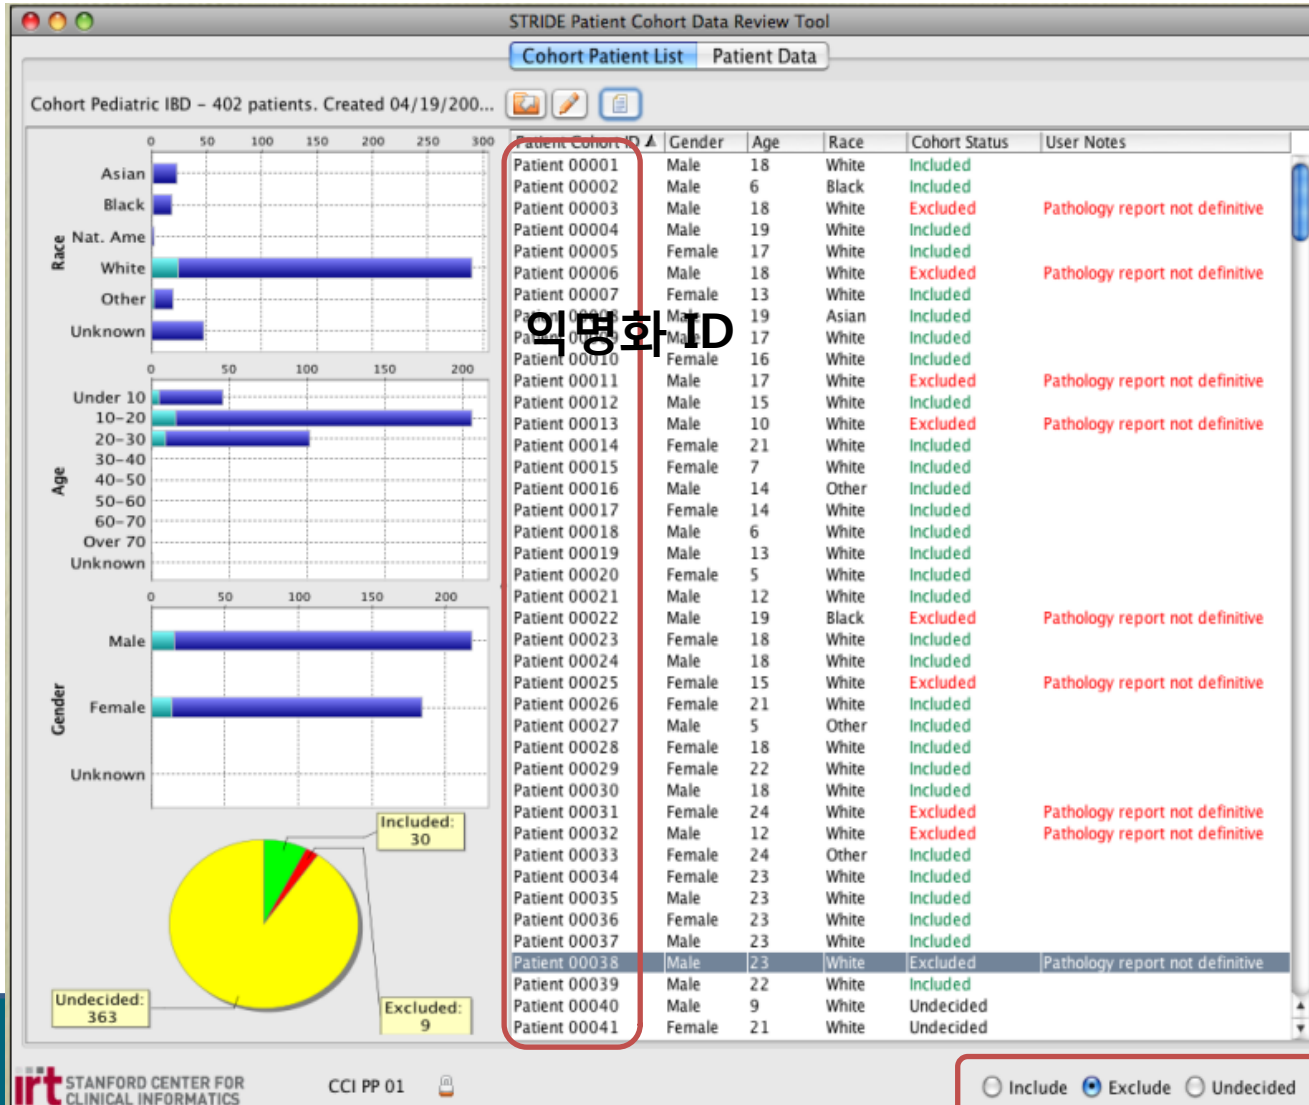 STRIDE Patient Cohort Data Review Tool
Cohort Patient List Patient Data
Cohort Pediatric IBD - 402 patients. Created 04/19/200...
0 50 100 150 200 250 300
Race
Asian
Black
Nat. Ame
White
Other
Unknown
0 50 100 150 200
Age
Under 10
10-20
20-30
30-40
40-50
50-60
60-70
Over 70
Unknown
0 50 100 150 200
Gender
Male
Female
Unknown
Included:
30
Undecided:
363
Excluded:
9
Patient Cohort ID Gender Age Race Cohort Status User Notes
Patient 00001 Male 18 White Included
Patient 00002 Male 6 Black Included
Patient 00003 Male 18 White Excluded Pathology report not definitive
Patient 00004 Male 19 White Included
Patient 00005 Female 17 White Included
Patient 00006 Male 18 White Excluded Pathology report not definitive
Patient 00007 Female 13 White Included
Patient 00008 Male 19 Asian Included
익명화 ID
Patient 00009 Male 17 White Included
Patient 00010 Female 16 White Included
Patient 00011 Male 17 White Excluded Pathology report not definitive
Patient 00012 Male 15 White Included
Patient 00013 Male 10 White Excluded Pathology report not definitive
Patient 00014 Female 21 White Included
Patient 00015 Female 7 White Included
Patient 00016 Male 14 Other Included
Patient 00017 Female 14 White Included
Patient 00018 Male 6 White Included
Patient 00019 Male 13 White Included
Patient 00020 Female 5 White Included
Patient 00021 Male 12 White Included
Patient 00022 Male 19 Black Excluded Pathology report not definitive
Patient 00023 Female 18 White Included
Patient 00024 Male 18 White Included
Patient 00025 Female 15 White Excluded Pathology report not definitive
Patient 00026 Female 21 White Included
Patient 00027 Male 5 Other Included
Patient 00028 Female 18 White Included
Patient 00029 Female 22 White Included
Patient 00030 Male 18 White Included
Patient 00031 Female 24 White Excluded Pathology report not definitive
Patient 00032 Male 12 White Excluded Pathology report not definitive
Patient 00033 Female 24 Other Included
Patient 00034 Female 23 White Included
Patient 00035 Male 23 White Included
Patient 00036 Female 23 White Included
Patient 00037 Male 23 White Included
Patient 00038 Male 23 White Excluded Pathology report not definitive
Patient 00039 Male 22 White Included
Patient 00040 Male 9 White Undecided
Patient 00041 Female 21 White Undecided
irt STANFORD CENTER FOR
CLINICAL INFORMATICS
CCI PP 01
Include Exclude Undecided